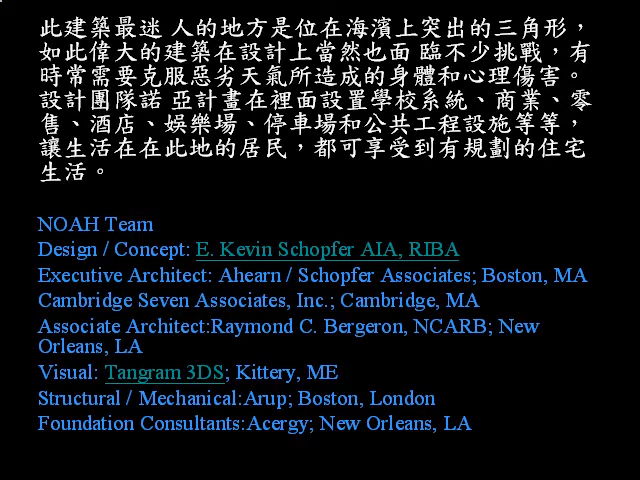 此建築最迷 人的地方是位在海濱上突出的三角形，
如此偉大的建築在設計上當然也面 臨不少挑戰，有
時常需要克服惡劣天氣所造成的身體和心理傷害。
設計團隊諾 亞計畫在裡面設置學校系統、商業、零
售、酒店、娛樂場、停車場和公共工程設施等等，
讓生活在在此地的居民，都可享受到有規劃的住宅
生活。
NOAH Team
Design / Concept: E. Kevin Schopfer AIA, RIBA
Executive Architect: Ahearn / Schopfer Associates; Boston, MA
Cambridge Seven Associates, Inc.; Cambridge, MA
Associate Architect:Raymond C. Bergeron, NCARB; New
Orleans, LA
Visual: Tangram 3DS; Kittery, ME
Structural / Mechanical:Arup; Boston, London
Foundation Consultants:Acergy; New Orleans, LA